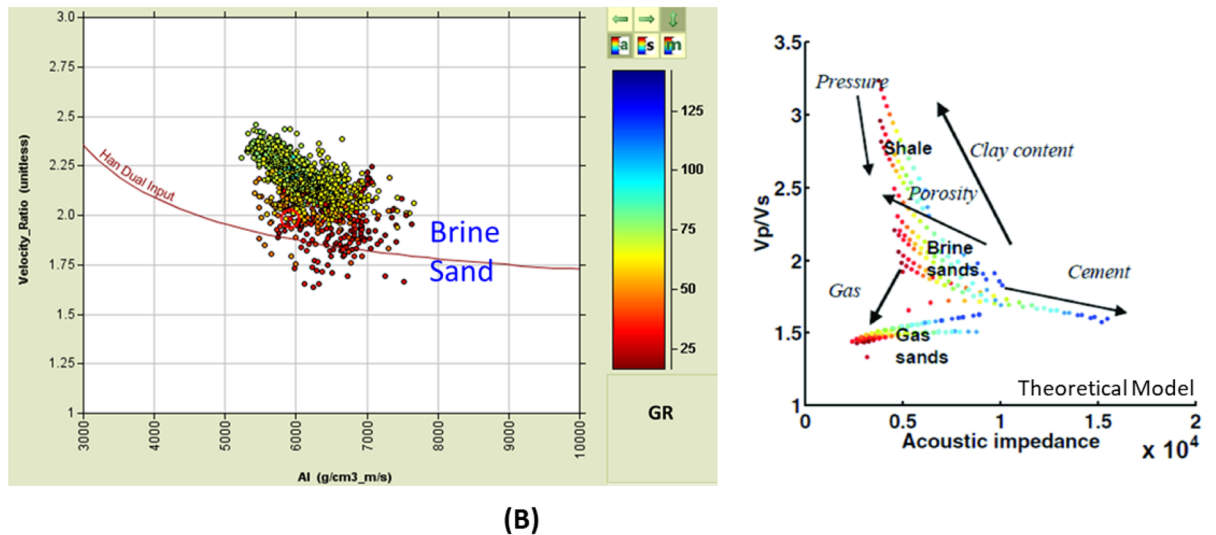 3.0
2.75
2.5
2.25
2.0
1.75
1.5
1.25
1
Velocity_Ratio (unitless)
Han Dual Input
Brine
Sand
3000
4000
5000
6000
7000
8000
9000
10000
AI (g/cm3_m/s)
a
s
m
125
100
75
50
25
GR
3.5
3
2.5
2
1.5
1
Vp/Vs
Pressure
Shale
Clay content
Porosity
Brine
sands
Cement
Gas
Gas
sands
Theoretical Model
0
0.5
1
1.5
2
Acoustic impedance
x 10⁴
(B)